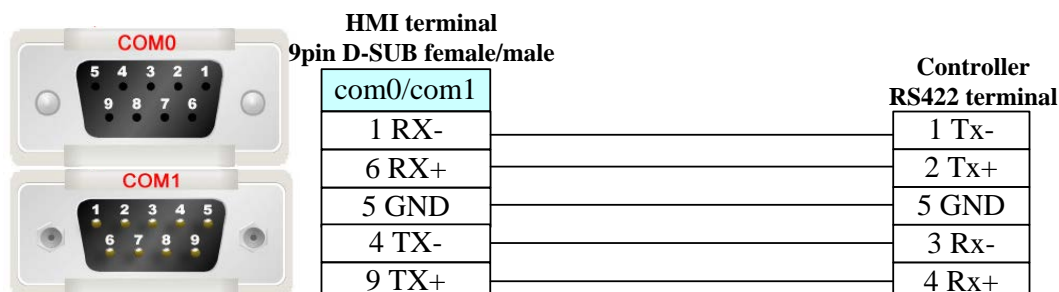 COM0
5 4 3 2 1
9 8 7 6
COM1
1 2 3 4 5
6 7 8 9
HMI terminal
9pin D-SUB female/male
com0/com1
Controller
RS422 terminal
1 RX- 1 Tx-
6 RX+ 2 Tx+
5 GND 5 GND
4 TX- 3 Rx-
9 TX+ 4 Rx+